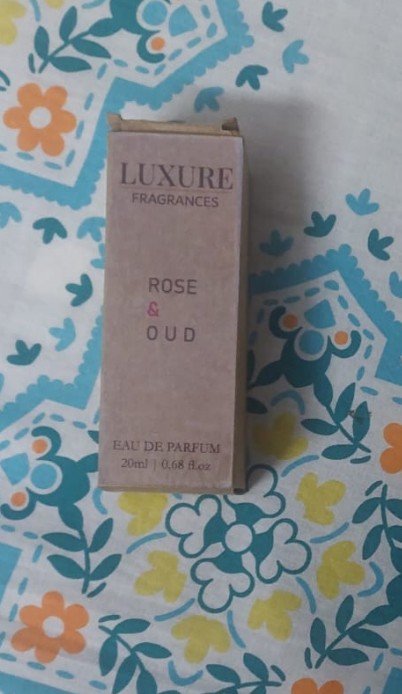 LUXURE
FRAGRANCES
ROSE
&
OUD
EAU DE PARFUM
20ml | 0.68 fl.oz